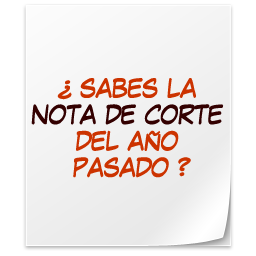 ¿ SABES LA
NOTA DE CORTE
DEL AÑO
PASADO ?